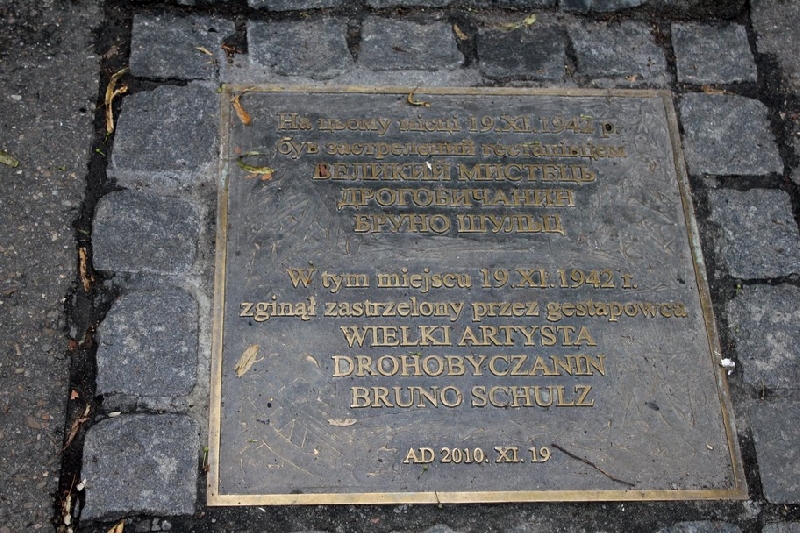 На цьому місці 19.XI.1942 р.
був застрелений гестапівцем
ВЕЛИКИЙ МИСТЕЦЬ
ДРОГОБИЧАНИН
БРУНО ШУЛЬЦ
W tym miejscu 19.XI.1942 r.
zginął zastrzelony przez gestapowca
WIELKI ARTYSTA
DROHOBYCZANIN
BRUNO SCHULZ
AD 2010. XI. 19